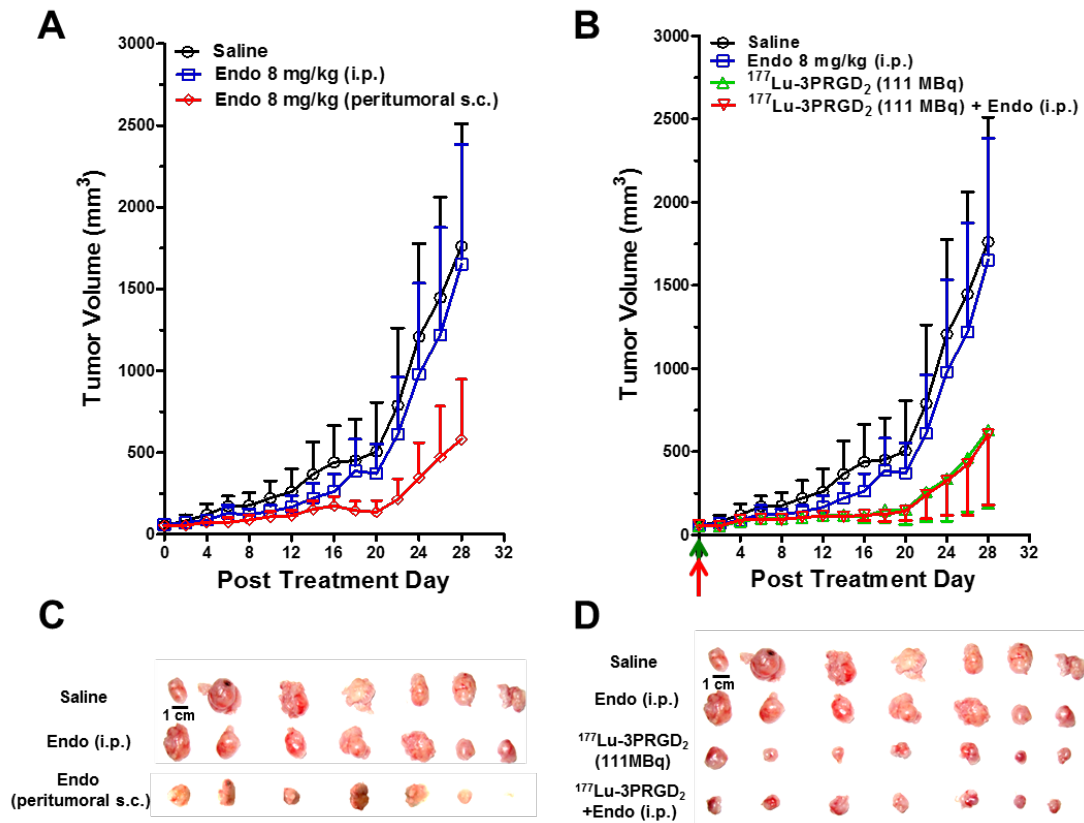 A
Saline
Endo 8 mg/kg (i.p.)
Endo 8 mg/kg (peritumoral s.c.)
Tumor Volume (mm³)
3000
2500
2000
1500
1000
500
0
0 4 8 12 16 20 24 28 32
Post Treatment Day
B
Saline
Endo 8 mg/kg (i.p.)
¹⁷⁷Lu-3PRGD₂ (111 MBq)
¹⁷⁷Lu-3PRGD₂ (111 MBq) + Endo (i.p.)
Tumor Volume (mm³)
3000
2500
2000
1500
1000
500
0
4 8 12 16 20 24 28 32
Post Treatment Day
C
Saline
1 cm
Endo (i.p.)
Endo
(peritumoral s.c.)
D
Saline
1 cm
Endo (i.p.)
¹⁷⁷Lu-3PRGD₂
(111MBq)
¹⁷⁷Lu-3PRGD₂
+Endo (i.p.)